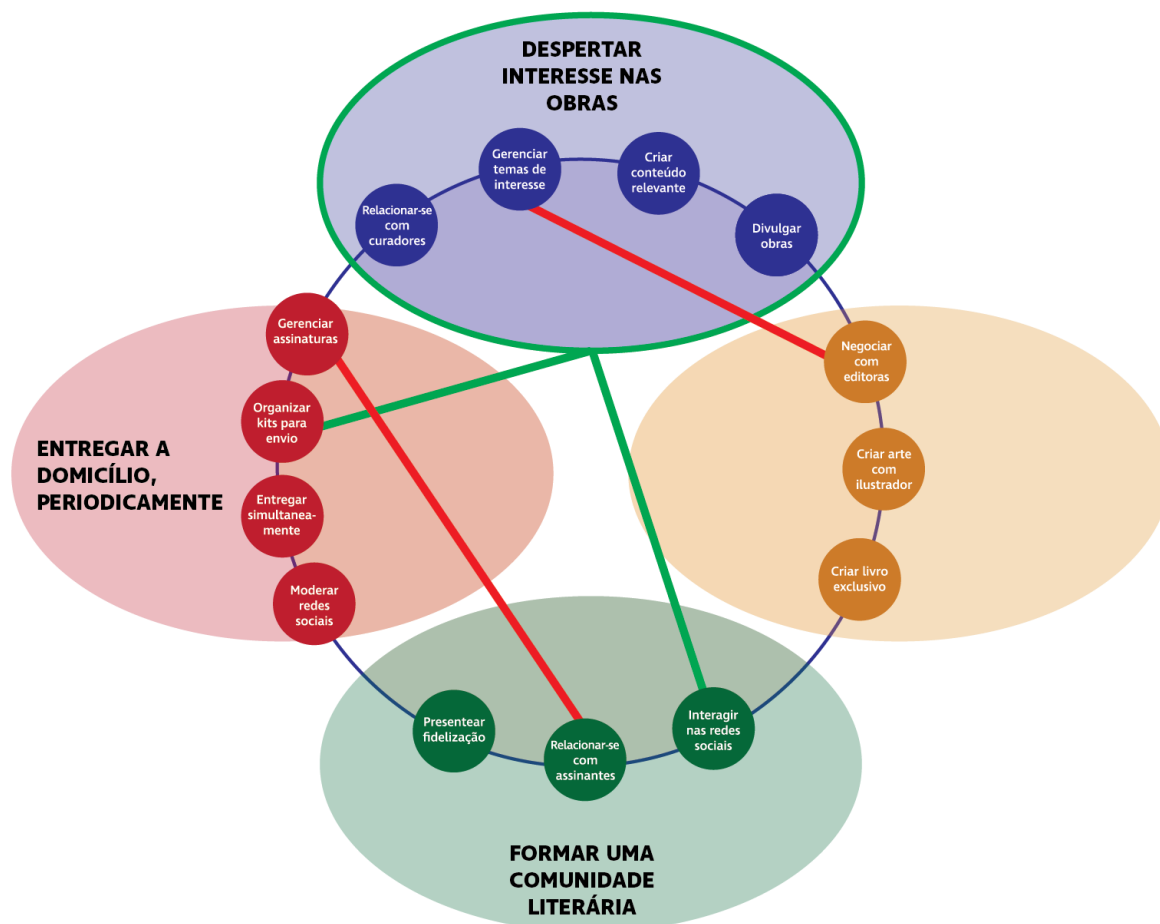 DESPERTAR
INTERESSE NAS
OBRAS
Gerenciar
temas de
interesse
Criar
conteúdo
relevante
Relacionar-se
com
curadores
Divulgar
obras
Gerenciar
assinaturas
Negociar
com
editoras
Organizar
kits para
envio
ENTREGAR A
DOMICÍLIO,
PERIODICAMENTE
Criar arte
com
ilustrador
Entregar
simultanea-
mente
Criar livro
exclusivo
Moderar
redes
sociais
Presentear
fidelização
Relacionar-se
com
assinantes
Interagir
nas redes
sociais
FORMAR UMA
COMUNIDADE
LITERÁRIA